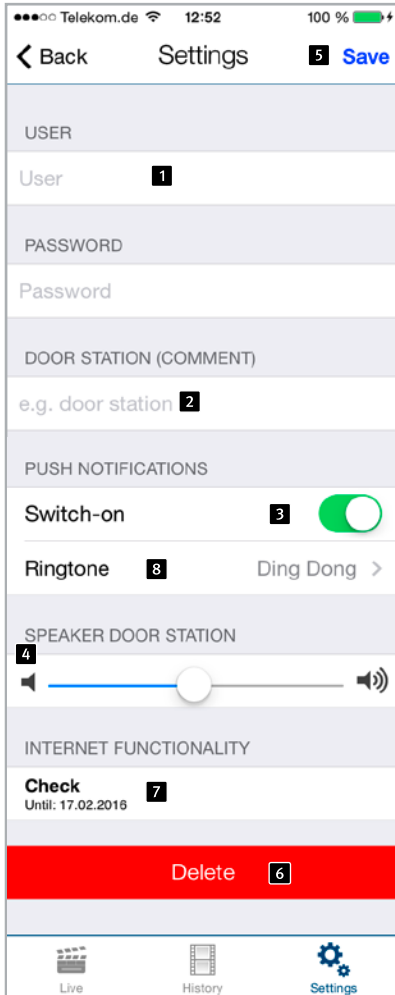 Telekom.de 12:52 100 %
Back Settings 5 Save
USER
User 1
PASSWORD
Password
DOOR STATION (COMMENT)
e.g. door station 2
PUSH NOTIFICATIONS
Switch-on 3
Ringtone 8 Ding Dong >
SPEAKER DOOR STATION
4
INTERNET FUNCTIONALITY
Check 7
Until: 17.02.2016
Delete 6
Live History Settings